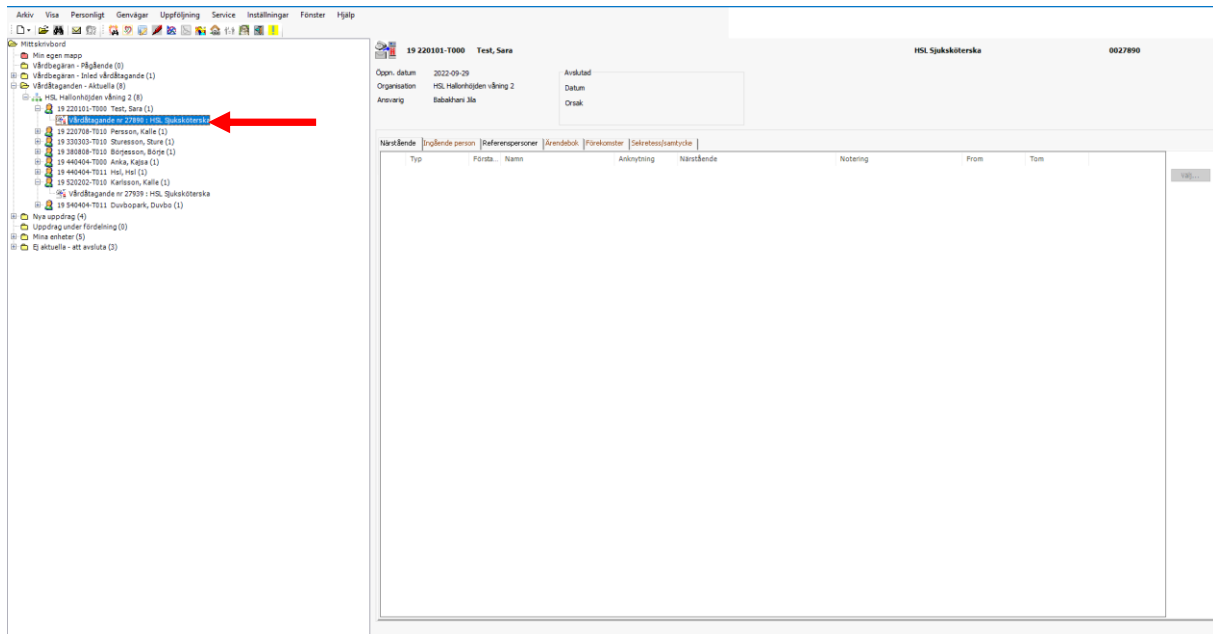 Arkiv Visa Personligt Genvägar Uppföljning Service Inställningar Fönster Hjälp
Mitt skrivbord
Min egen mapp
Vårdbegäran - Pågående (0)
Vårdbegäran - Inled vårdåtagande (1)
Vårdåtaganden - Aktuella (8)
HSL Hallonhöjden våning 2 (8)
19 220101-T000 Test, Sara (1)
Vårdåtagande nr 27890 : HSL Sjuksköterska
19 220708-T010 Persson, Kalle (1)
19 330303-T010 Sturesson, Sture (1)
19 380808-T010 Börjesson, Börje (1)
19 440404-T000 Anka, Kajsa (1)
19 440404-T011 Hsl, Hsl (1)
19 520202-T010 Karlsson, Kalle (1)
Vårdåtagande nr 27939 : HSL Sjuksköterska
19 540404-T011 Duvbopark, Duvbo (1)
Nya uppdrag (4)
Uppdrag under fördelning (0)
Mina enheter (5)
Ej aktuella - att avsluta (3)
19 220101-T000 Test, Sara HSL Sjuksköterska 0027890
Öppn. datum 2022-09-29 Avslutad
Organisation HSL Hallonhöjden våning 2 Datum
Ansvarig Babakhani Jila Orsak
Närstående Ingående person Referenspersoner Ärendebok Förekomster Sekretess/samtycke
Typ Första... Namn Anknytning Närstående Notering From Tom
Välj...